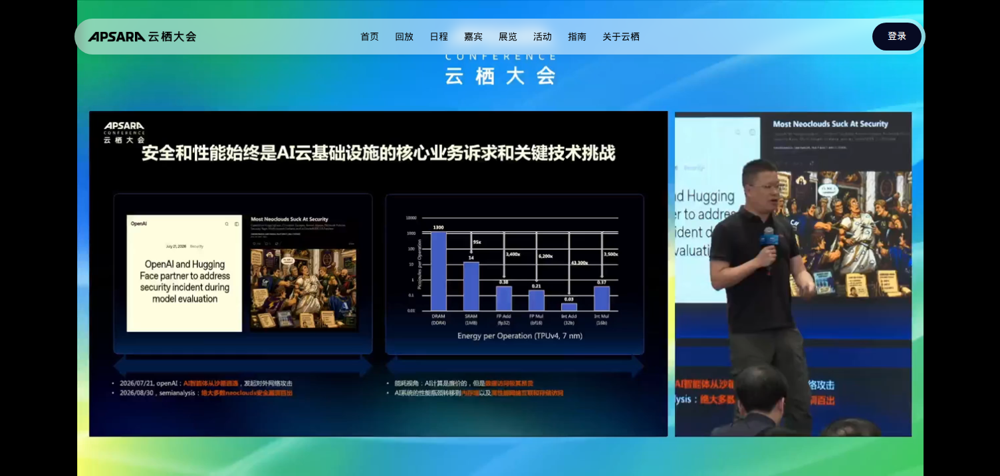 APSARA 云栖大会
首页 回放 日程 嘉宾 展览 活动 指南 关于云栖
登录
CONFERENCE
云栖大会
APSARA
CONFERENCE
云栖大会
安全和性能始终是AI云基础设施的核心业务诉求和关键技术挑战
OpenAI
July 21, 2026 Security
OpenAI and Hugging
Face partner to address
security incident during
model evaluation
Most Neoclouds Suck At Security
10000
1000
100
10
1
0.1
0.01
Picojoules per Operation
1300
14
0.38
0.21
0.03
0.37
95x
3,400x
6,200x
43,300x
3,500x
DRAM
(DDR4)
SRAM
(1MB)
FP Add
(fp32)
FP Mul
(bf16)
Int Add
(32b)
Int Mul
(16b)
Energy per Operation (TPUv4, 7 nm)
• 2026/07/21, openAI：AI智能体从沙箱逃逸，发起对外网络攻击
• 2026/08/30，semianalysis：绝大多数neoclouds安全漏洞百出
• 能耗视角：AI计算是廉价的，但是数据访问极其昂贵
• AI系统的性能瓶颈转移到内存墙以及高性能网络互联和存储访问
Most Neoclouds Suck At Security
Security
nd Hugging
er to addres
ident d
valuati
AI智能体从沙箱
络攻击
ysis：绝大多数
洞百出